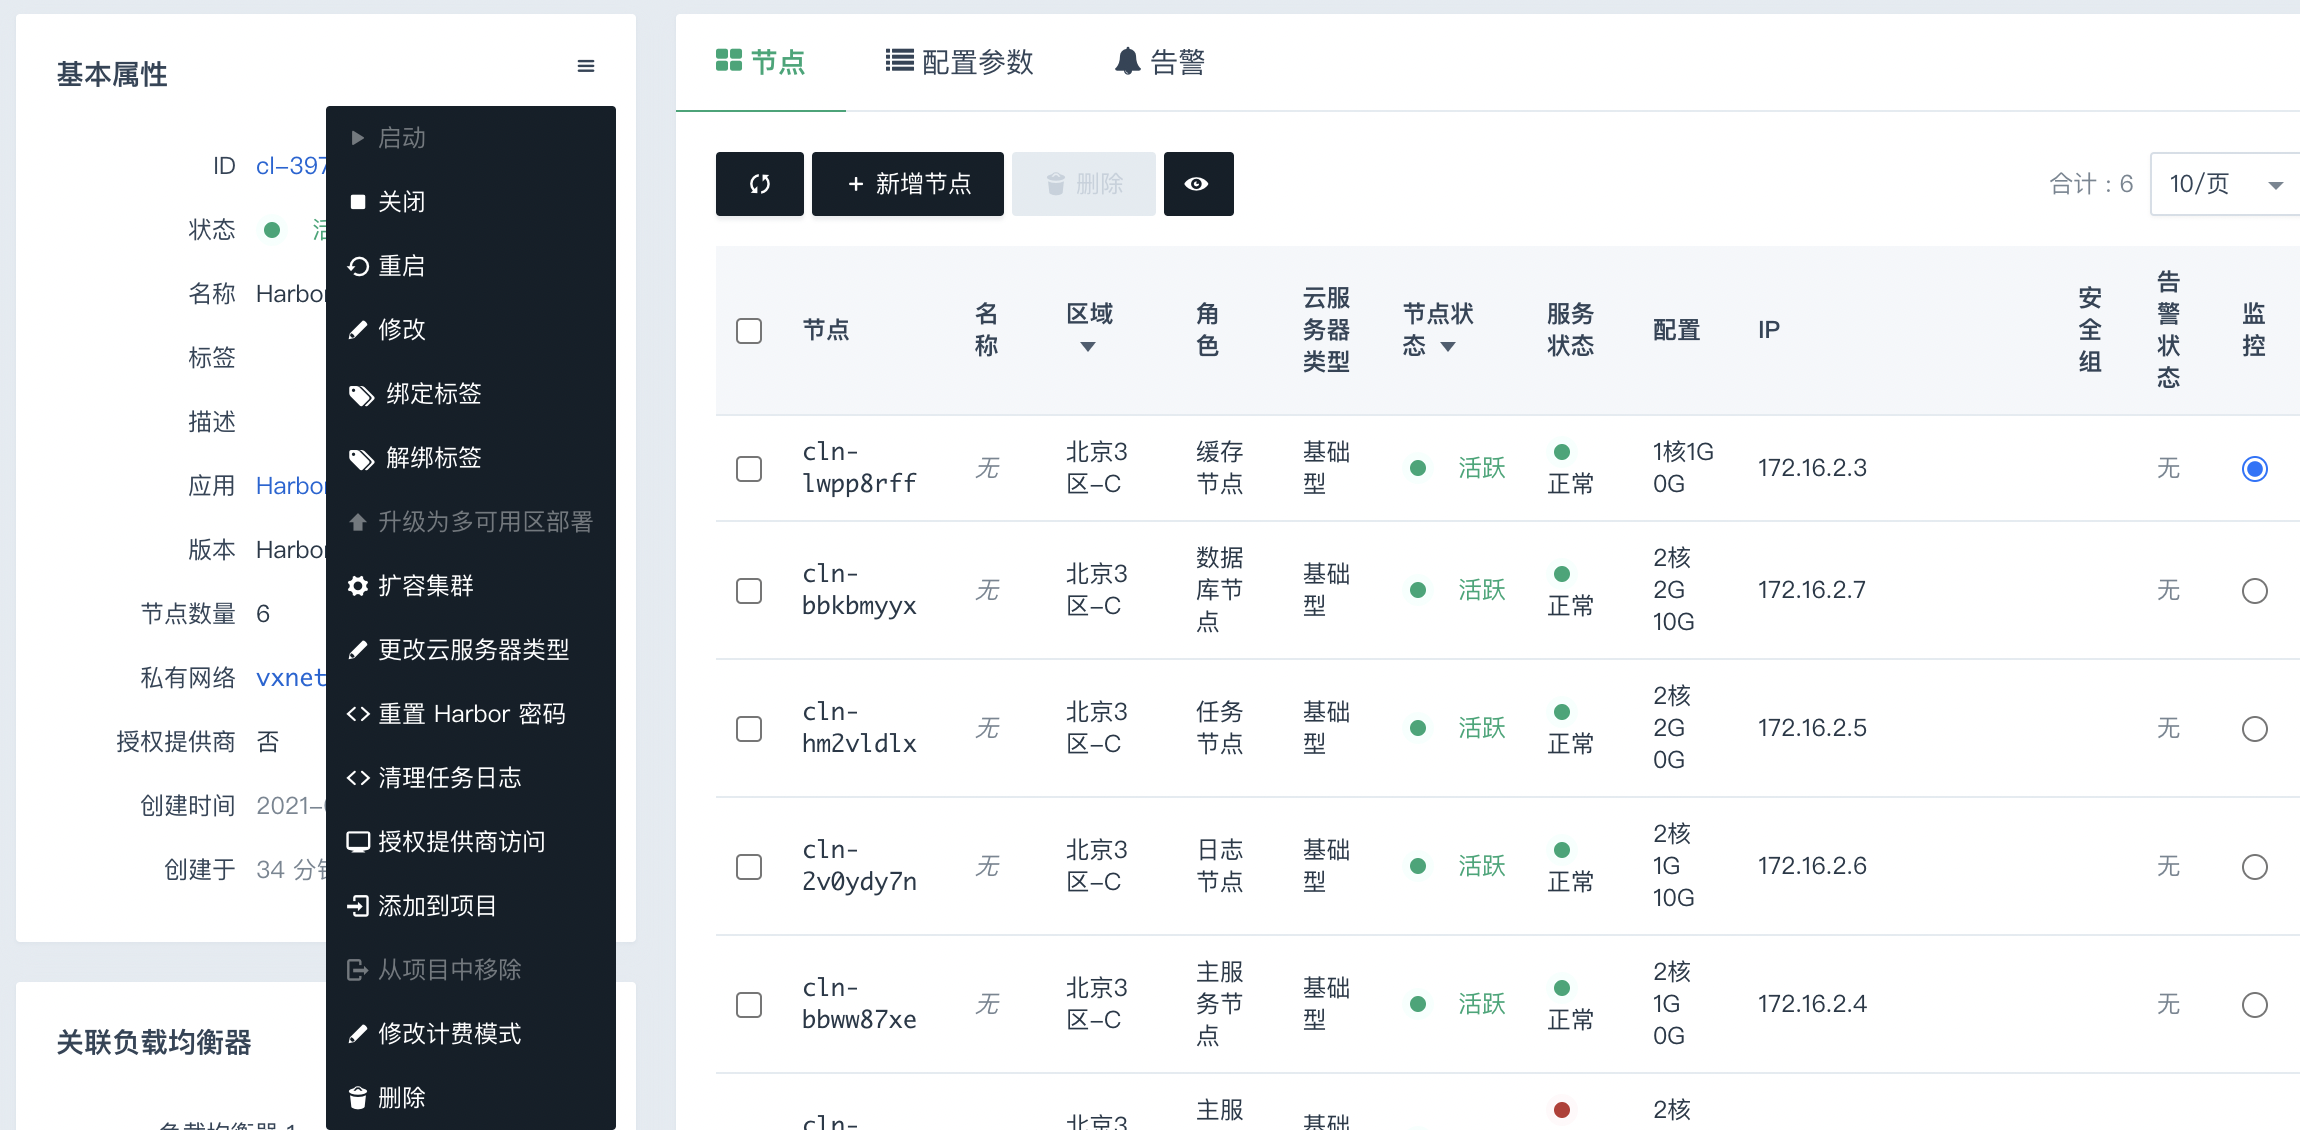 基本属性
ID cl-397
状态 活
名称 Harbor
标签
描述
应用 Harbor
版本 Harbor
节点数量 6
私有网络 vxnet
授权提供商 否
创建时间 2021-
创建于 34 分钟
关联负载均衡器
负载均衡器 1
启动
关闭
重启
修改
绑定标签
解绑标签
升级为多可用区部署
扩容集群
更改云服务器类型
重置 Harbor 密码
清理任务日志
授权提供商访问
添加到项目
从项目中移除
修改计费模式
删除
节点 配置参数 告警
+ 新增节点 删除
合计：6 10/页
节点
名
称
区域
角
色
云服
务器
类型
节点状
态
服务
状态
配置
IP
安
全
组
告
警
状
态
监
控
cln-
lwpp8rff
无
北京3
区-C
缓存
节点
基础
型
活跃
正常
1核1G
0G
172.16.2.3
无
cln-
bbkbmyyx
无
北京3
区-C
数据
库节
点
基础
型
活跃
正常
2核
2G
10G
172.16.2.7
无
cln-
hm2vldlx
无
北京3
区-C
任务
节点
基础
型
活跃
正常
2核
2G
0G
172.16.2.5
无
cln-
2v0ydy7n
无
北京3
区-C
日志
节点
基础
型
活跃
正常
2核
1G
10G
172.16.2.6
无
cln-
bbww87xe
无
北京3
区-C
主服
务节
点
基础
型
活跃
正常
2核
1G
0G
172.16.2.4
无
cln-
北京3
主服
基础
2核